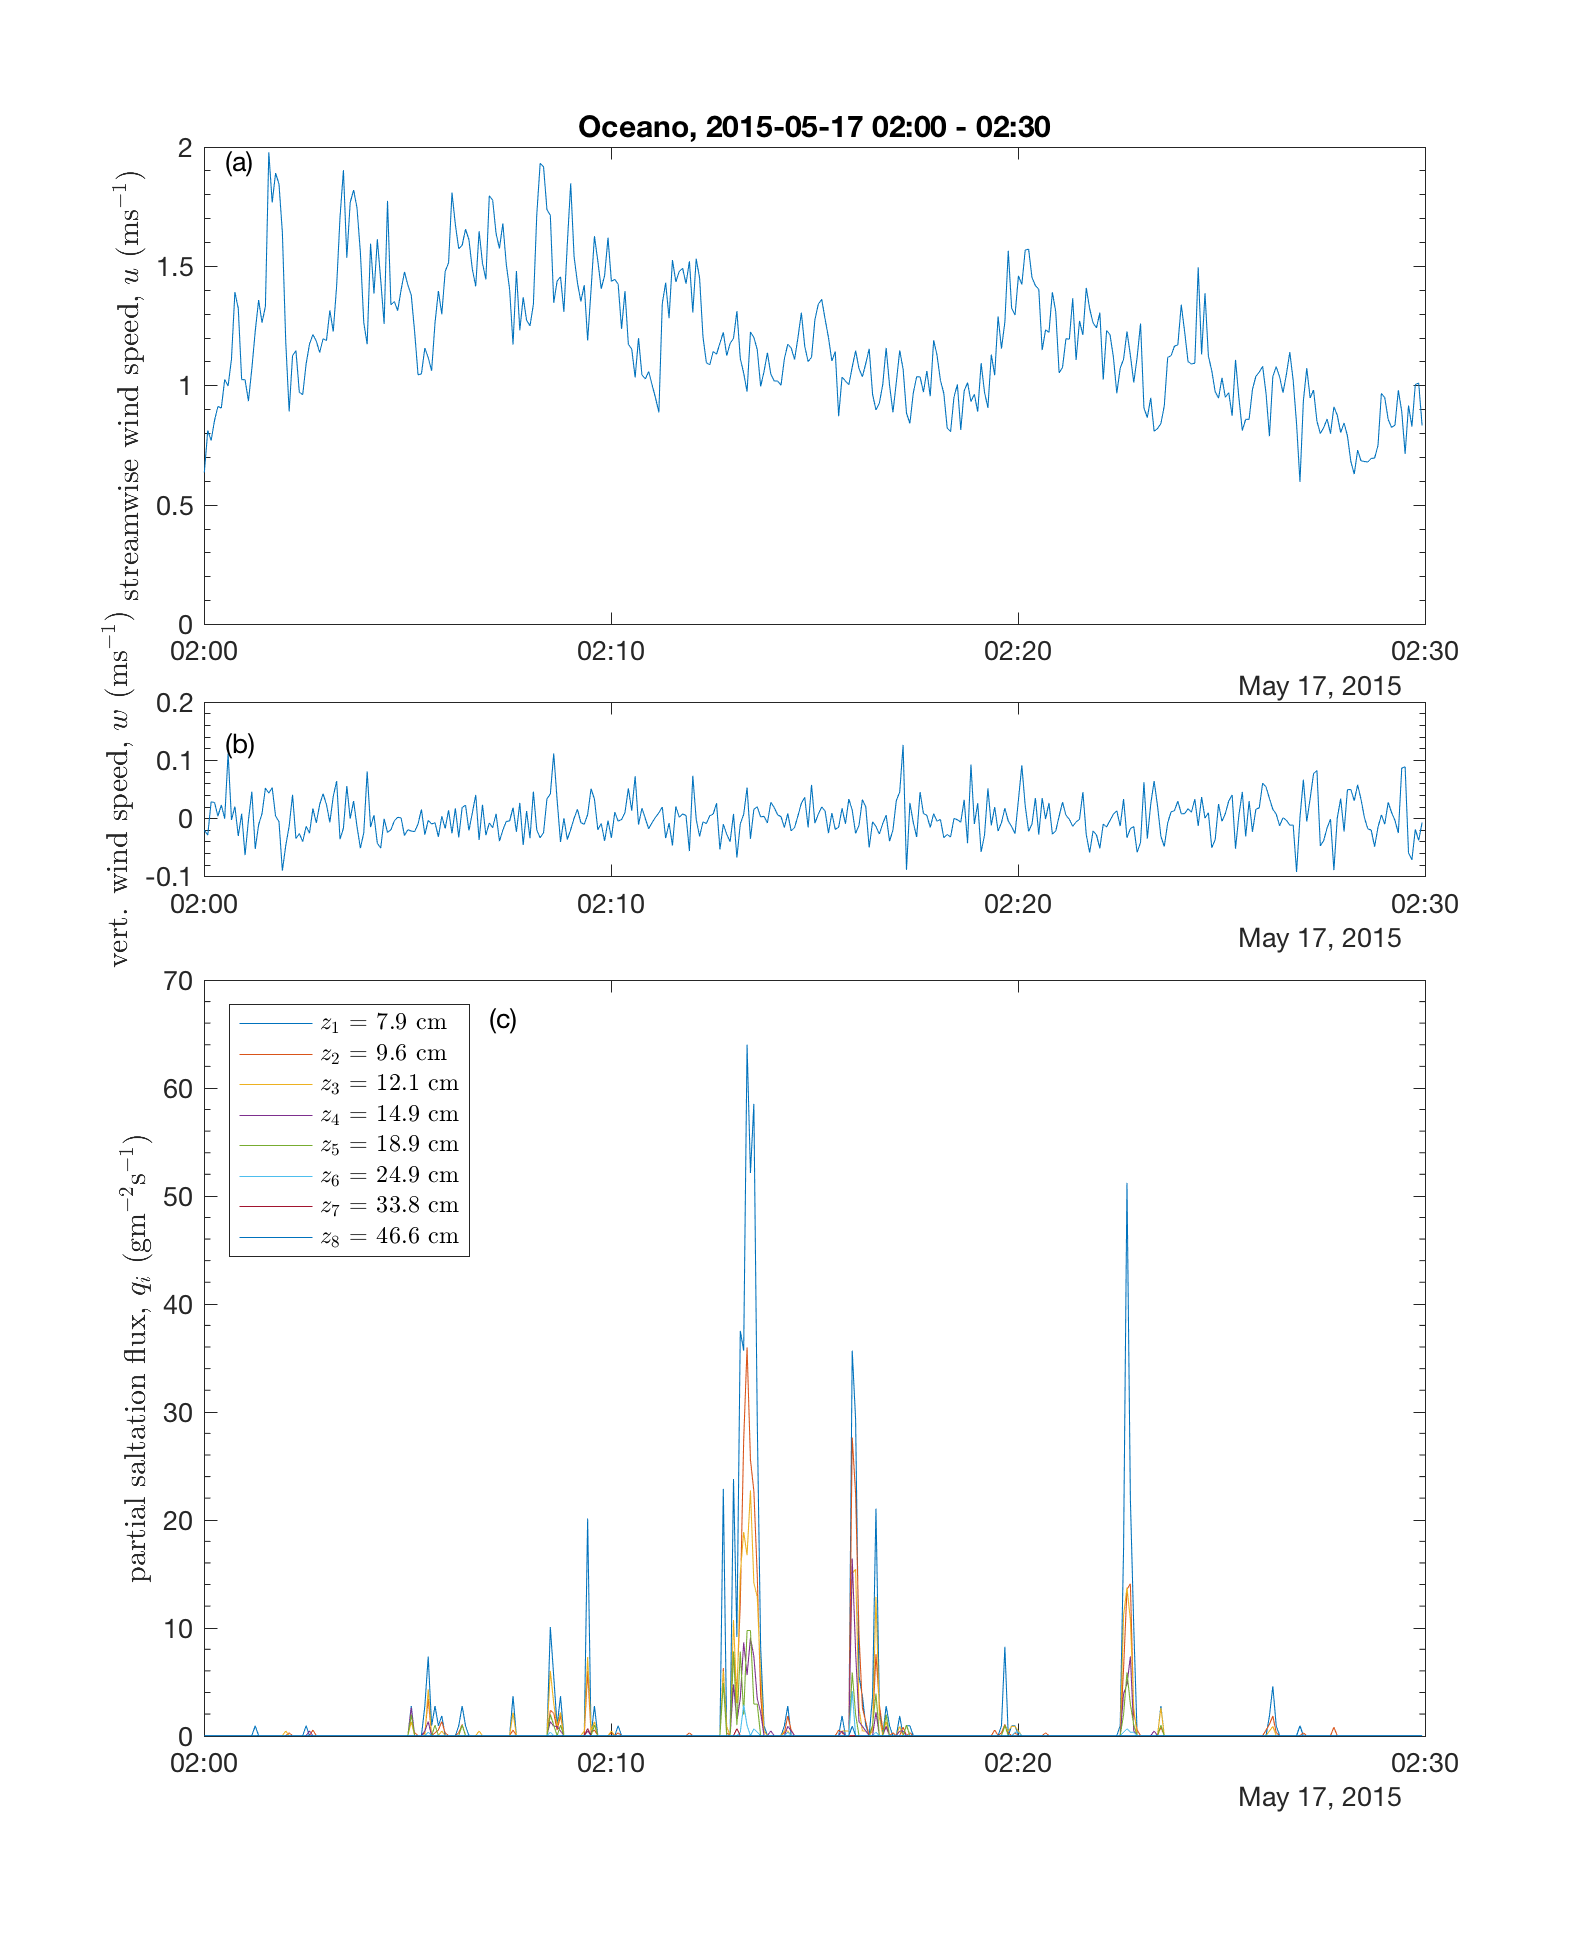 Oceano, 2015-05-17 02:00 - 02:30
(a)
streamwise wind speed, u (ms⁻¹)
2
1.5
1
0.5
0
02:00 02:10 02:20 02:30
May 17, 2015
(b)
vert. wind speed, w (ms⁻¹)
0.2
0.1
0
-0.1
02:00 02:10 02:20 02:30
May 17, 2015
(c)
partial saltation flux, qᵢ (gm⁻²s⁻¹)
70
60
50
40
30
20
10
0
z₁ = 7.9 cm
z₂ = 9.6 cm
z₃ = 12.1 cm
z₄ = 14.9 cm
z₅ = 18.9 cm
z₆ = 24.9 cm
z₇ = 33.8 cm
z₈ = 46.6 cm
02:00 02:10 02:20 02:30
May 17, 2015